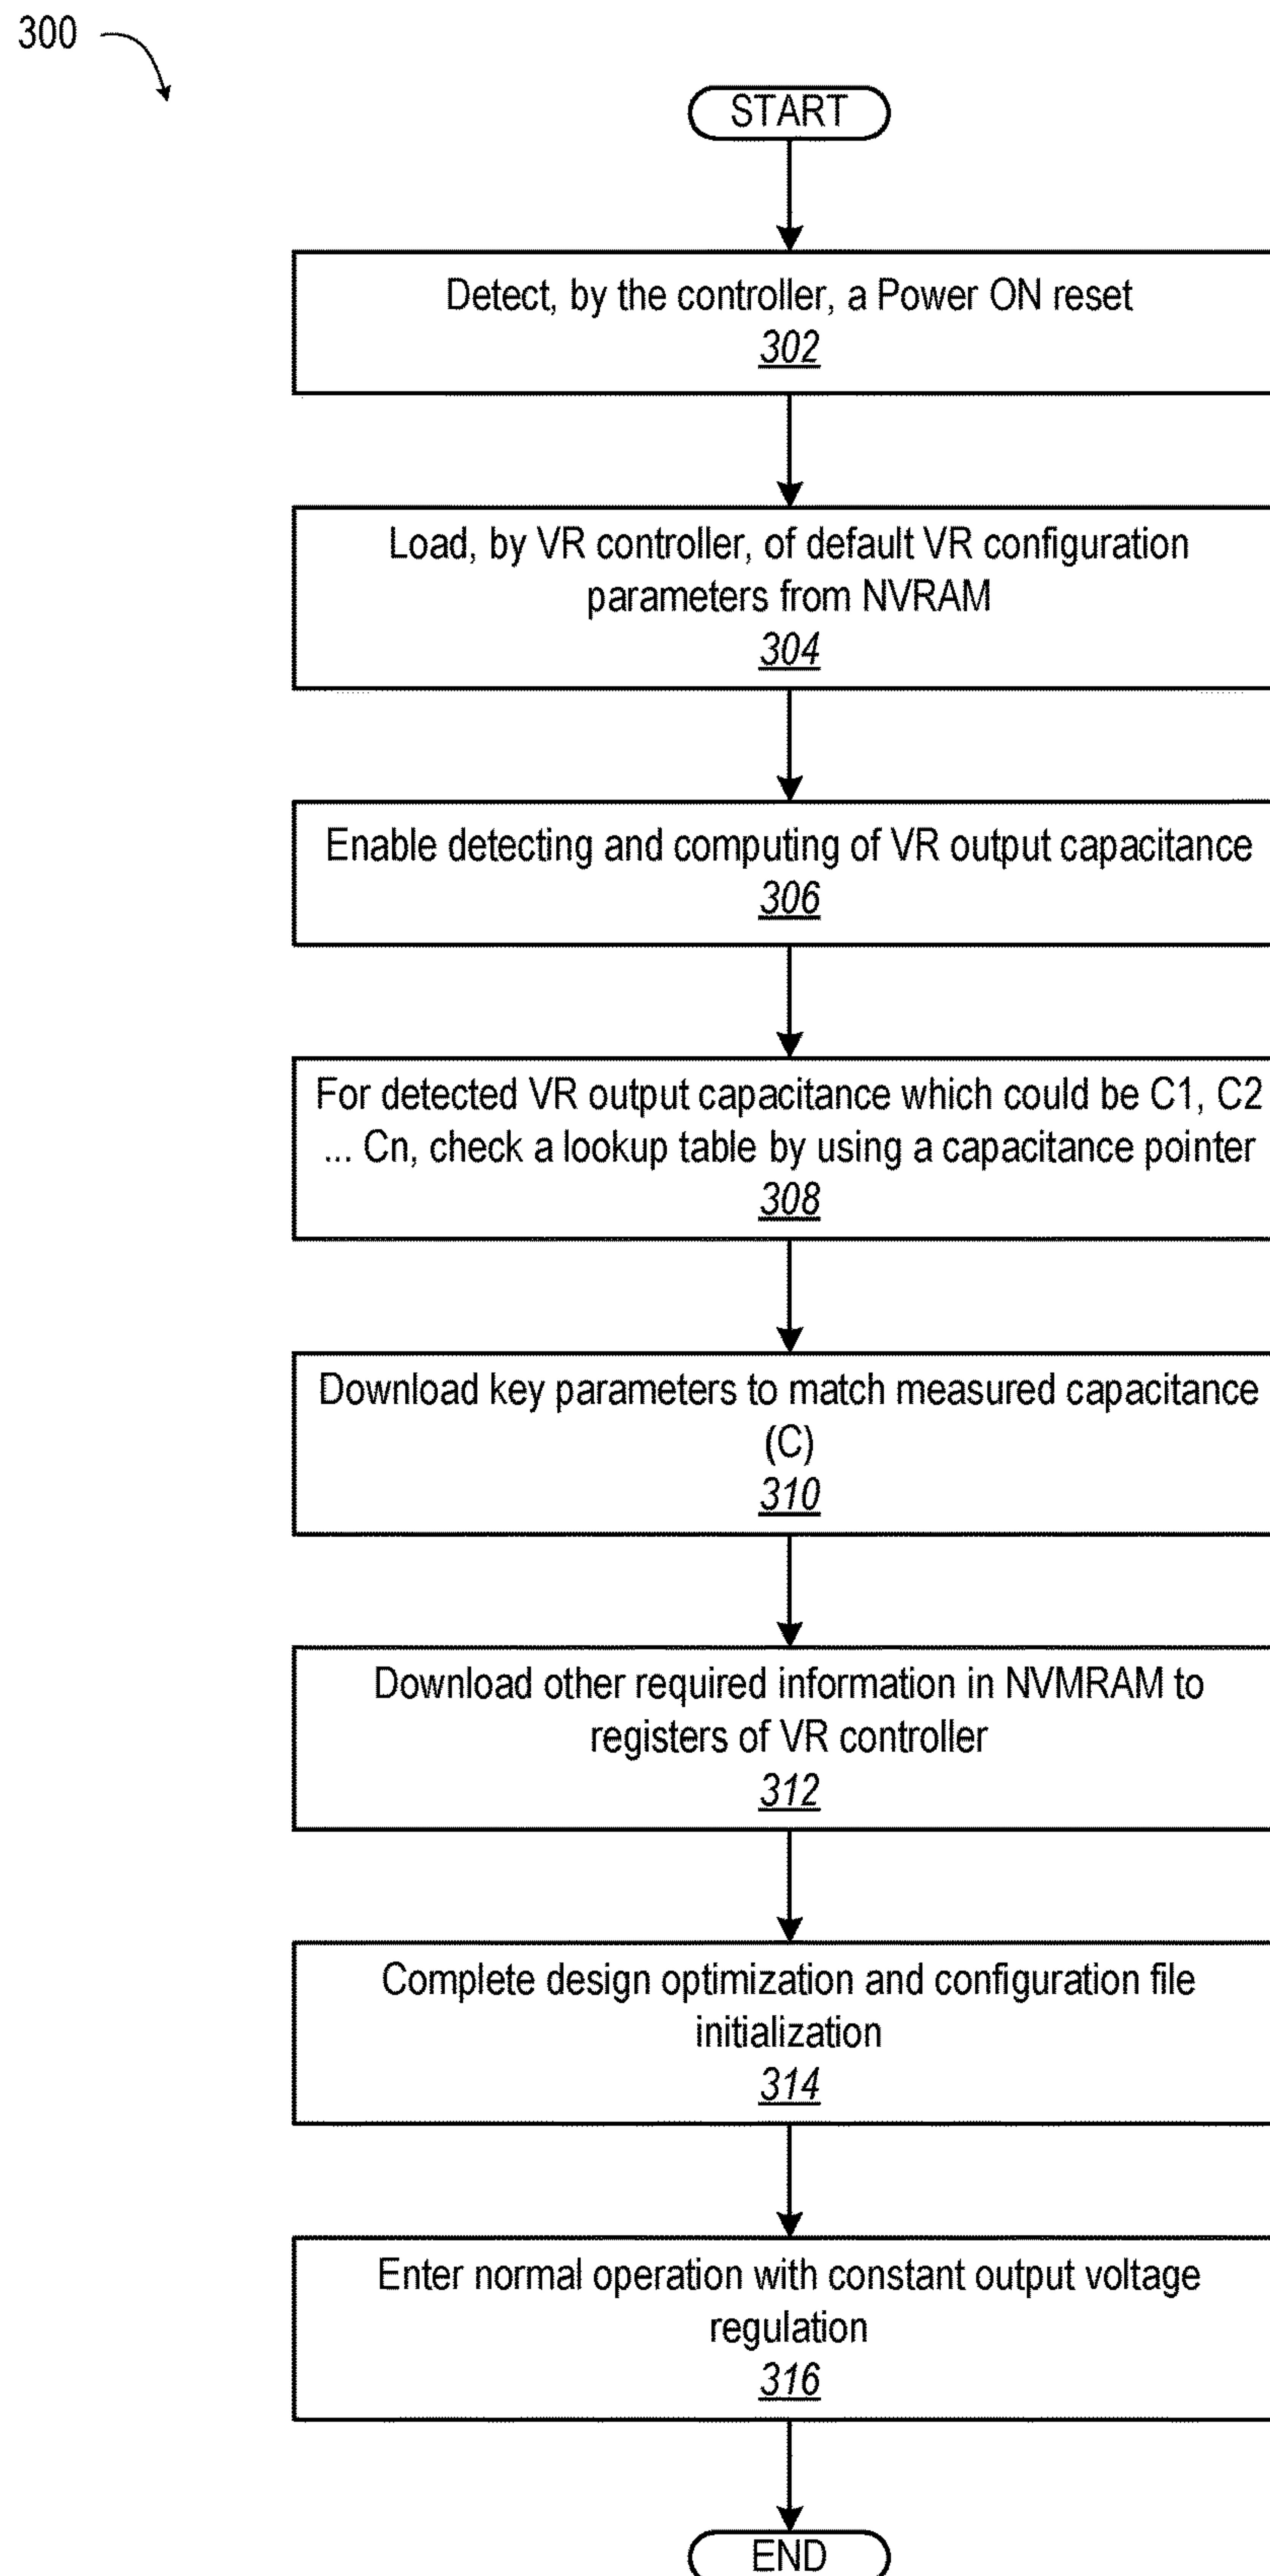 300
START
Detect, by the controller, a Power ON reset
302
Load, by VR controller, of default VR configuration
parameters from NVRAM
304
Enable detecting and computing of VR output capacitance
306
For detected VR output capacitance which could be C1, C2
... Cn, check a lookup table by using a capacitance pointer
308
Download key parameters to match measured capacitance
(C)
310
Download other required information in NVMRAM to
registers of VR controller
312
Complete design optimization and configuration file
initialization
314
Enter normal operation with constant output voltage
regulation
316
END